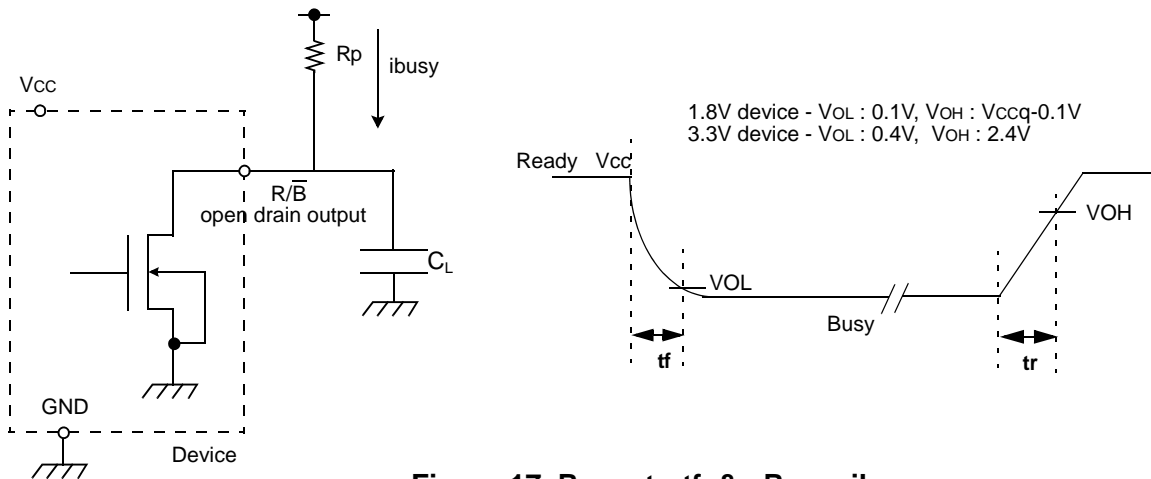 Rp
ibusy
VCC
R/B̅
open drain output
CL
GND
Device
1.8V device - VOL : 0.1V, VOH : VCCq-0.1V
3.3V device - VOL : 0.4V, VOH : 2.4V
Ready Vcc
VOH
VOL
Busy
tf
tr